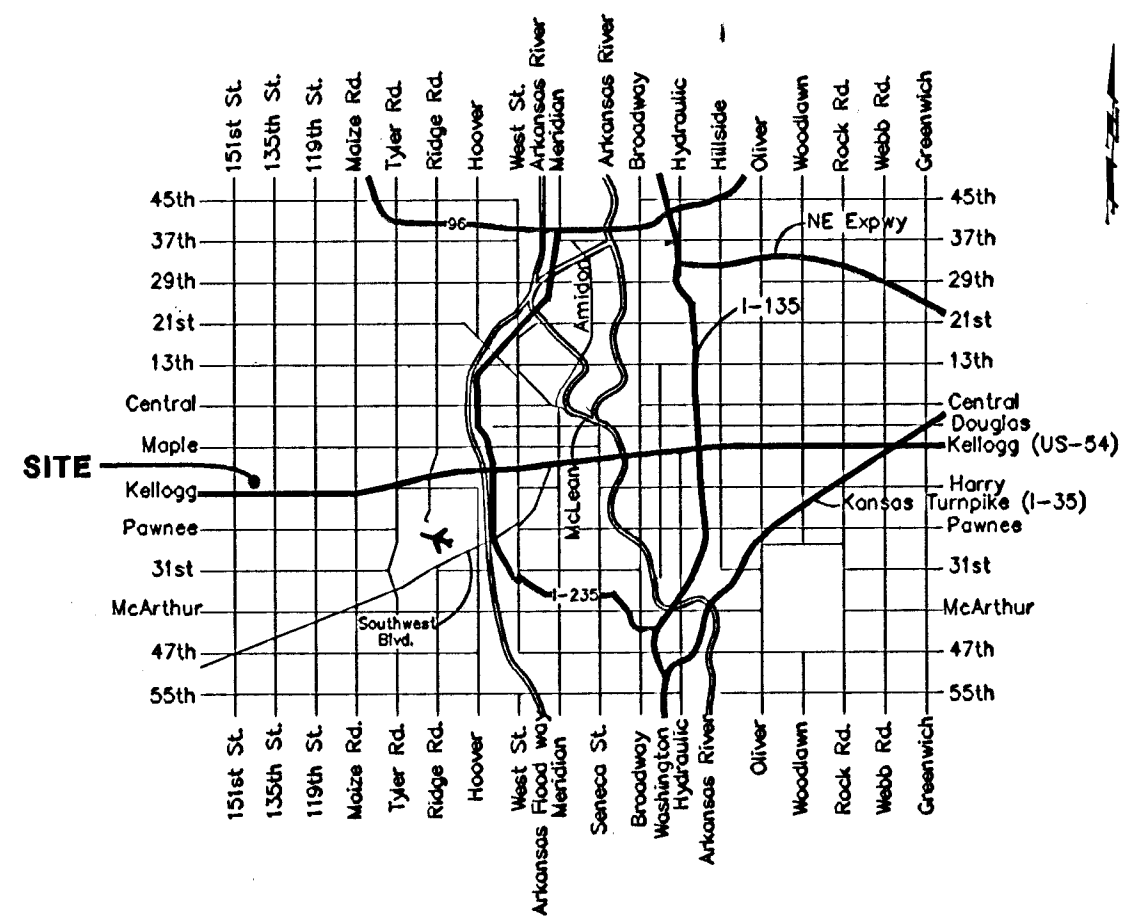 151st St.
135th St.
119th St.
Maize Rd.
Tyler Rd.
Ridge Rd.
Hoover
West St.
Arkansas River
Meridian
Arkansas River
Broadway
Hydraulic
Hillside
Oliver
Woodlawn
Rock Rd.
Webb Rd.
Greenwich
45th
45th
96
NE Expwy
37th
37th
29th
29th
Amidon
I-135
21st
21st
13th
13th
Central
Central
Douglas
Maple
Kellogg (US-54)
SITE
Kellogg
McLean
Harry
Kansas Turnpike (I-35)
Pawnee
Pawnee
31st
31st
I-235
McArthur
McArthur
Southwest
Blvd.
47th
47th
55th
55th
151st St.
135th St.
119th St.
Maize Rd.
Tyler Rd.
Ridge Rd.
Hoover
West St.
Arkansas Flood way
Meridian
Seneca St.
Broadway
Washington
Hydraulic
Arkansas River
Oliver
Woodlawn
Rock Rd.
Webb Rd.
Greenwich